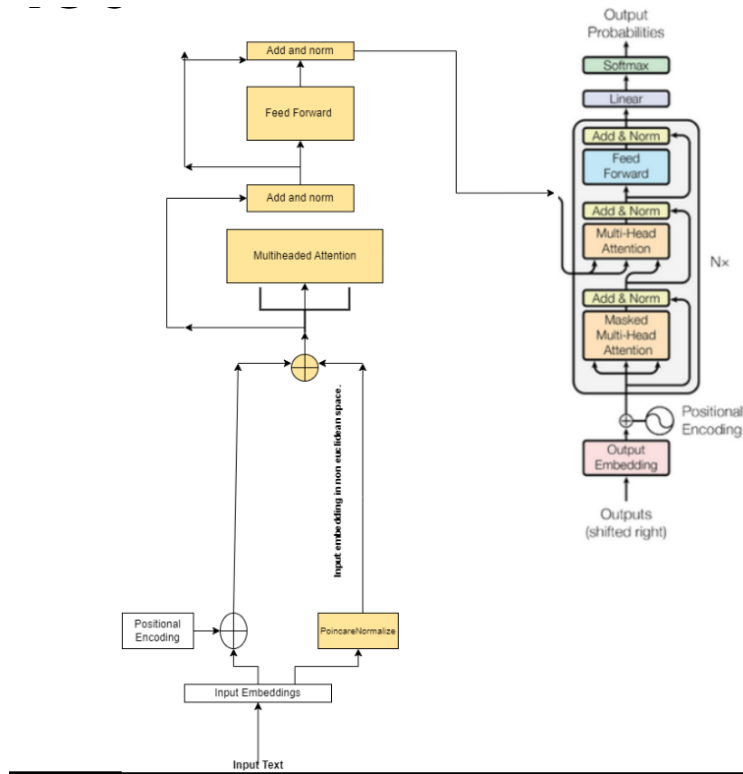 Add and norm
Feed Forward
Add and norm
Multiheaded Attention
Input embedding in non euclidean space.
Positional
Encoding
PoincareNormalize
Input Embeddings
Input Text
Output
Probabilities
Softmax
Linear
Add & Norm
Feed
Forward
Add & Norm
Multi-Head
Attention
N×
Add & Norm
Masked
Multi-Head
Attention
Positional
Encoding
Output
Embedding
Outputs
(shifted right)